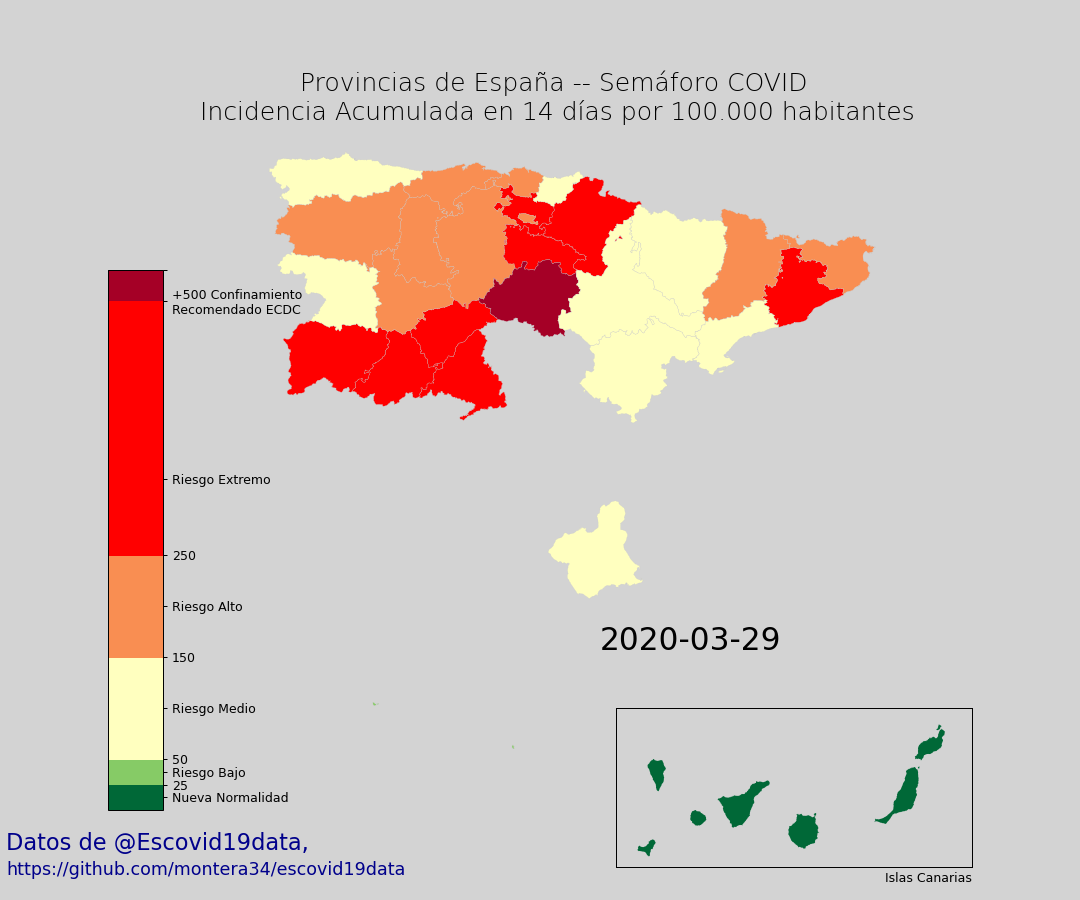 Provincias de España -- Semáforo COVID
Incidencia Acumulada en 14 días por 100.000 habitantes
+500 Confinamiento
Recomendado ECDC
Riesgo Extremo
250
Riesgo Alto
150
Riesgo Medio
50
Riesgo Bajo
25
Nueva Normalidad
2020-03-29
Islas Canarias
Datos de @Escovid19data,
https://github.com/montera34/escovid19data